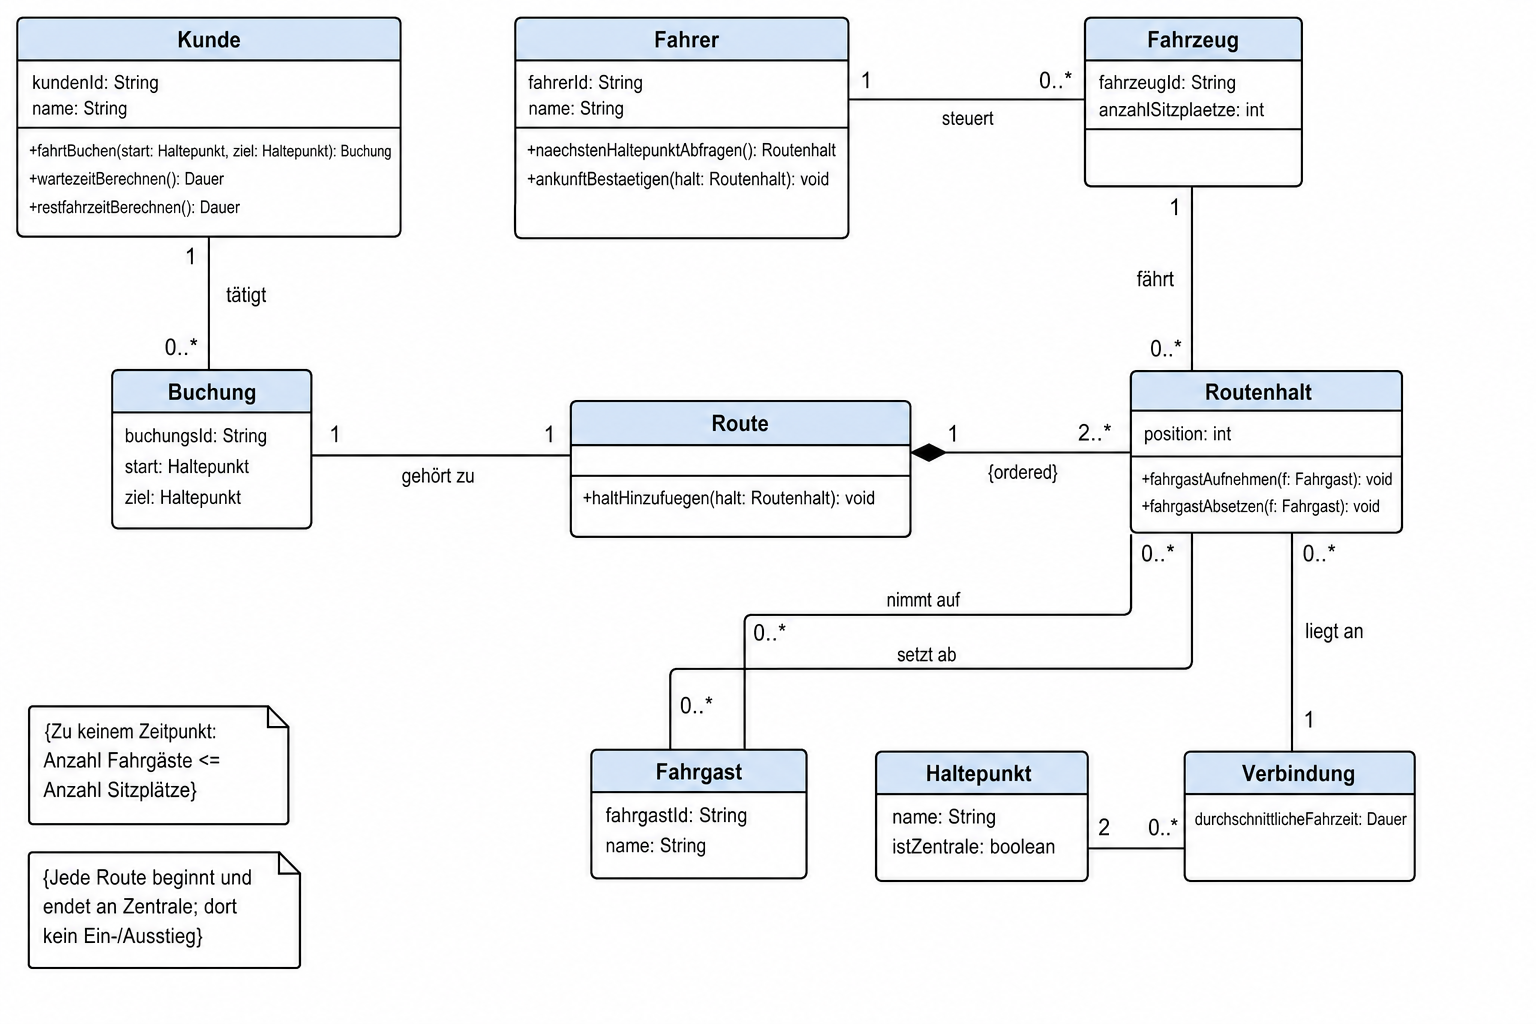 Kunde
kundenId: String
name: String
+fahrtBuchen(start: Haltepunkt, ziel: Haltepunkt): Buchung
+wartezeitBerechnen(): Dauer
+restfahrzeitBerechnen(): Dauer
Fahrer
fahrerId: String
name: String
+naechstenHaltepunktAbfragen(): Routenhalt
+ankunftBestaetigen(halt: Routenhalt): void
1
0..*
steuert
Fahrzeug
fahrzeugId: String
anzahlSitzplaetze: int
1
tätigt
0..*
1
fährt
0..*
Buchung
buchungsId: String
start: Haltepunkt
ziel: Haltepunkt
1
1
gehört zu
Route
+haltHinzufuegen(halt: Routenhalt): void
1
2..*
{ordered}
Routenhalt
position: int
+fahrgastAufnehmen(f: Fahrgast): void
+fahrgastAbsetzen(f: Fahrgast): void
0..*
0..*
nimmt auf
0..*
setzt ab
0..*
liegt an
1
{Zu keinem Zeitpunkt:
Anzahl Fahrgäste <=
Anzahl Sitzplätze}
{Jede Route beginnt und
endet an Zentrale; dort
kein Ein-/Ausstieg}
Fahrgast
fahrgastId: String
name: String
Haltepunkt
name: String
istZentrale: boolean
2
0..*
Verbindung
durchschnittlicheFahrzeit: Dauer